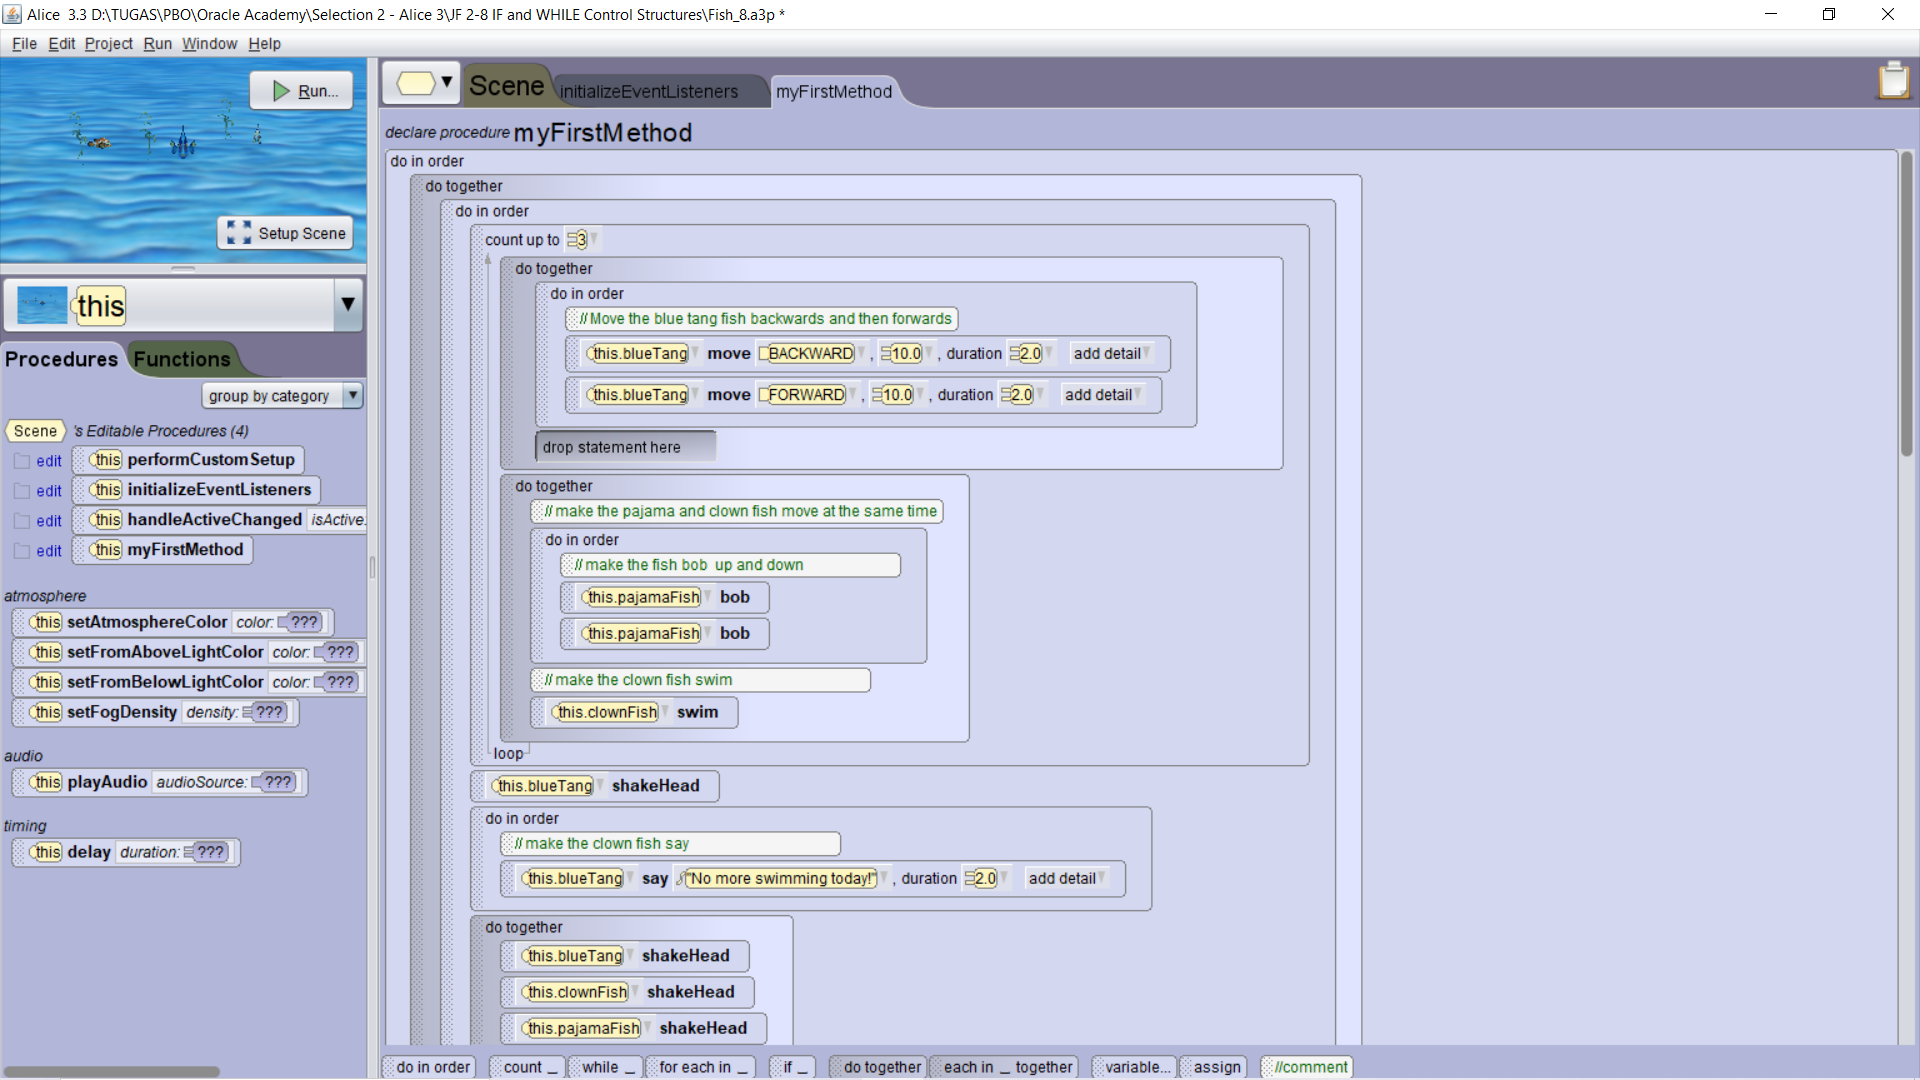 Alice 3.3 D:\TUGAS\PBO\Oracle Academy\Selection 2 - Alice 3\JF 2-8 IF and WHILE Control Structures\Fish_8.a3p *
File Edit Project Run Window Help
Run...
Setup Scene
this
Procedures Functions
group by category
Scene 's Editable Procedures (4)
edit this performCustomSetup
edit this initializeEventListeners
edit this handleActiveChanged isActive:
edit this myFirstMethod
atmosphere
this setAtmosphereColor color: ???
this setFromAboveLightColor color: ???
this setFromBelowLightColor color: ???
this setFogDensity density: ???
audio
this playAudio audioSource: ???
timing
this delay duration: ???
Scene initializeEventListeners myFirstMethod
declare procedure myFirstMethod
do in order
do together
do in order
count up to 3
do together
do in order
// Move the blue tang fish backwards and then forwards
this.blueTang move BACKWARD , 10.0 , duration 2.0 add detail
this.blueTang move FORWARD , 10.0 , duration 2.0 add detail
drop statement here
do together
// make the pajama and clown fish move at the same time
do in order
// make the fish bob  up and down
this.pajamaFish bob
this.pajamaFish bob
// make the clown fish swim
this.clownFish swim
loop
this.blueTang shakeHead
do in order
// make the clown fish say
this.blueTang say "No more swimming today!" , duration 2.0 add detail
do together
this.blueTang shakeHead
this.clownFish shakeHead
this.pajamaFish shakeHead
do in order count _ while _ for each in _ if _ do together each in _ together variable... assign //comment